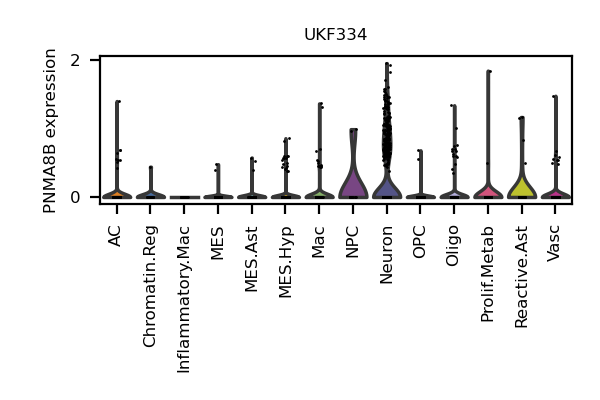 UKF334
PNMA8B expression
2
0
AC
Chromatin.Reg
Inflammatory.Mac
MES
MES.Ast
MES.Hyp
Mac
NPC
Neuron
OPC
Oligo
Prolif.Metab
Reactive.Ast
Vasc